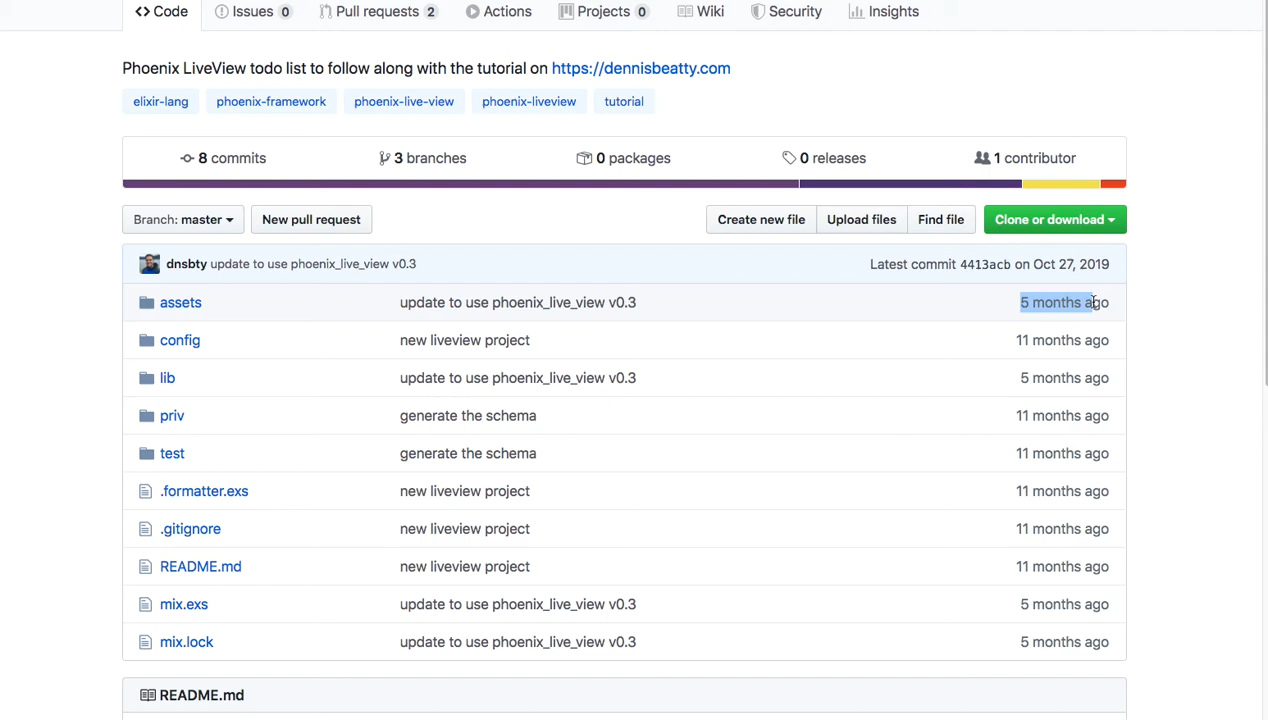 Code Issues 0 Pull requests 2 Actions Projects 0 Wiki Security Insights
Phoenix LiveView todo list to follow along with the tutorial on https://dennisbeatty.com
elixir-lang phoenix-framework phoenix-live-view phoenix-liveview tutorial
8 commits 3 branches 0 packages 0 releases 1 contributor
Branch: master New pull request Create new file Upload files Find file Clone or download
dnsbty update to use phoenix_live_view v0.3 Latest commit 4413acb on Oct 27, 2019
assets update to use phoenix_live_view v0.3 5 months ago
config new liveview project 11 months ago
lib update to use phoenix_live_view v0.3 5 months ago
priv generate the schema 11 months ago
test generate the schema 11 months ago
.formatter.exs new liveview project 11 months ago
.gitignore new liveview project 11 months ago
README.md new liveview project 11 months ago
mix.exs update to use phoenix_live_view v0.3 5 months ago
mix.lock update to use phoenix_live_view v0.3 5 months ago
README.md